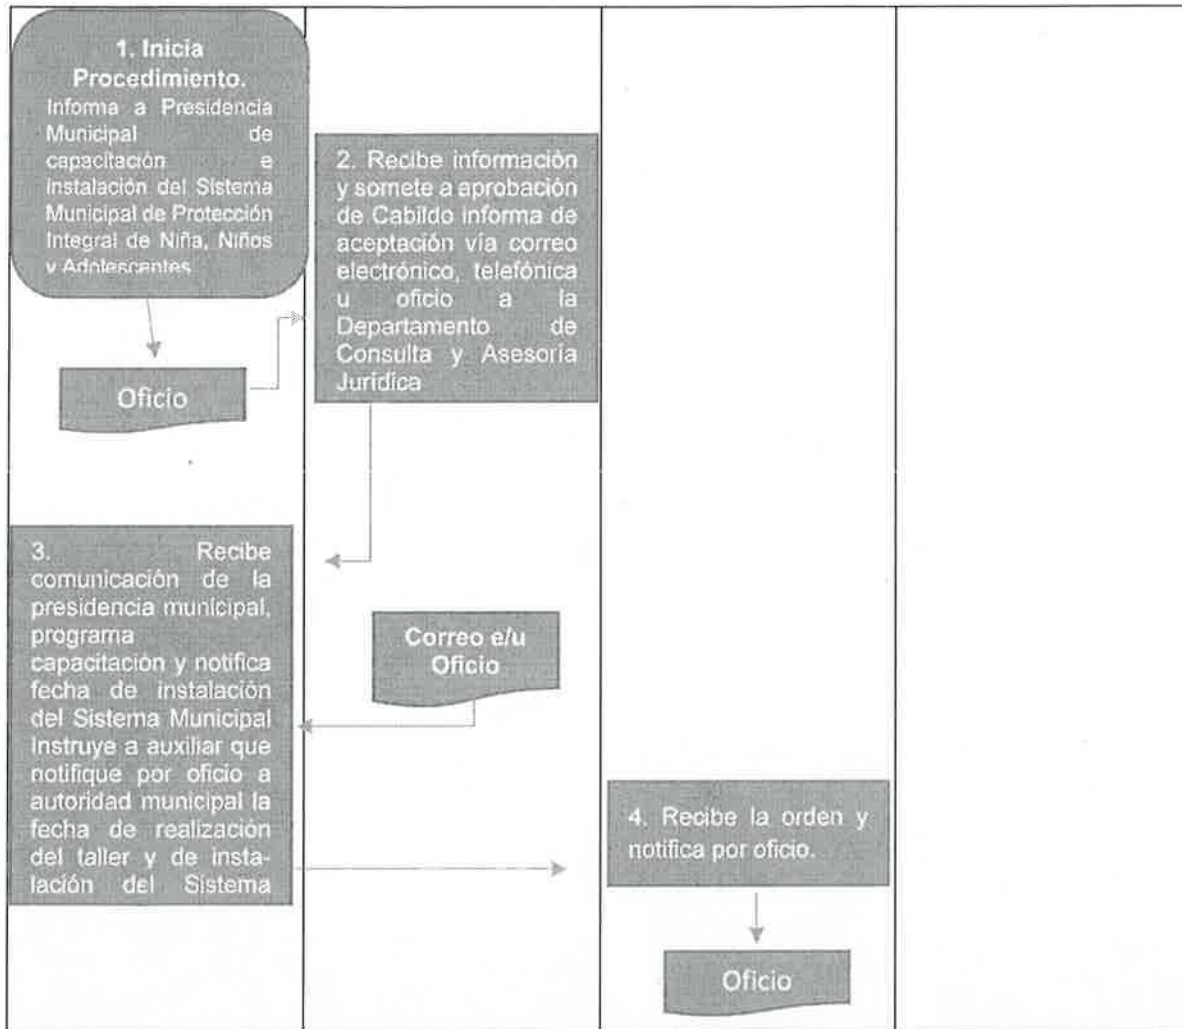 1. Inicia
Procedimiento.
Informa a Presidencia
Municipal de
capacitación e
instalación del Sistema
Municipal de Protección
Integral de Niña, Niños
y Adolescentes
Oficio
2. Recibe información
y somete a aprobación
de Cabildo informa de
aceptación vía correo
electrónico, telefónica
u oficio a la
Departamento de
Consulta y Asesoría
Jurídica
3. Recibe
comunicación de la
presidencia municipal,
programa
capacitación y notifica
fecha de instalación
del Sistema Municipal
Instruye a auxiliar que
notifique por oficio a
autoridad municipal la
fecha de realización
del taller y de insta-
lación del Sistema
Correo e/u
Oficio
4. Recibe la orden y
notifica por oficio.
Oficio